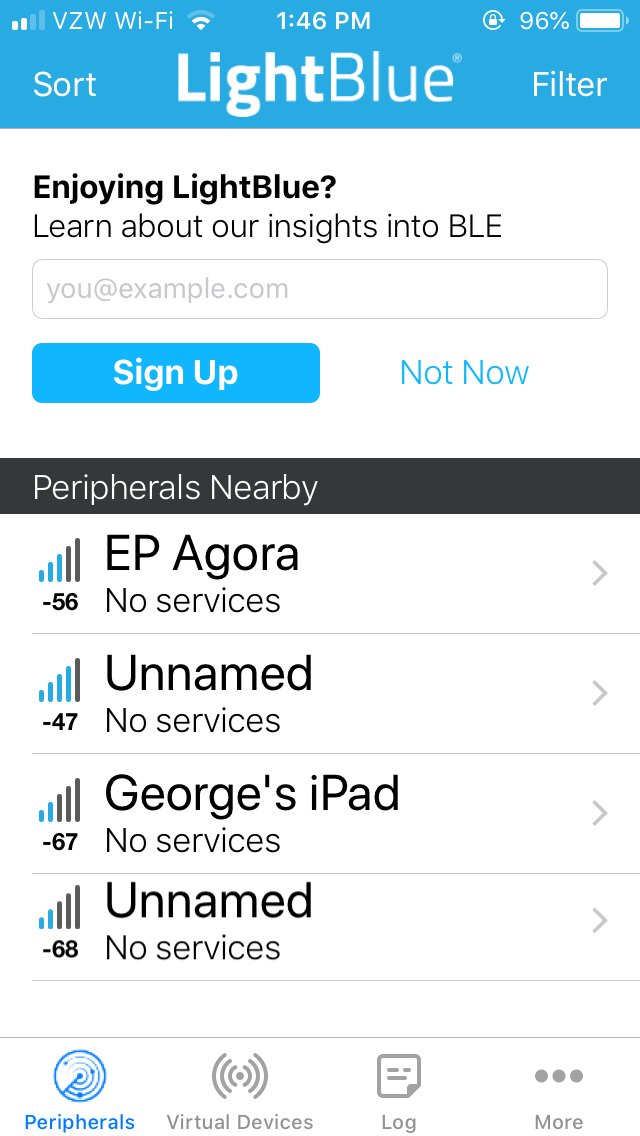 VZW Wi-Fi 1:46 PM 96%
Sort LightBlue® Filter
Enjoying LightBlue?
Learn about our insights into BLE
you@example.com
Sign Up Not Now
Peripherals Nearby
EP Agora
-56 No services
Unnamed
-47 No services
George's iPad
-67 No services
Unnamed
-68 No services
Peripherals Virtual Devices Log More